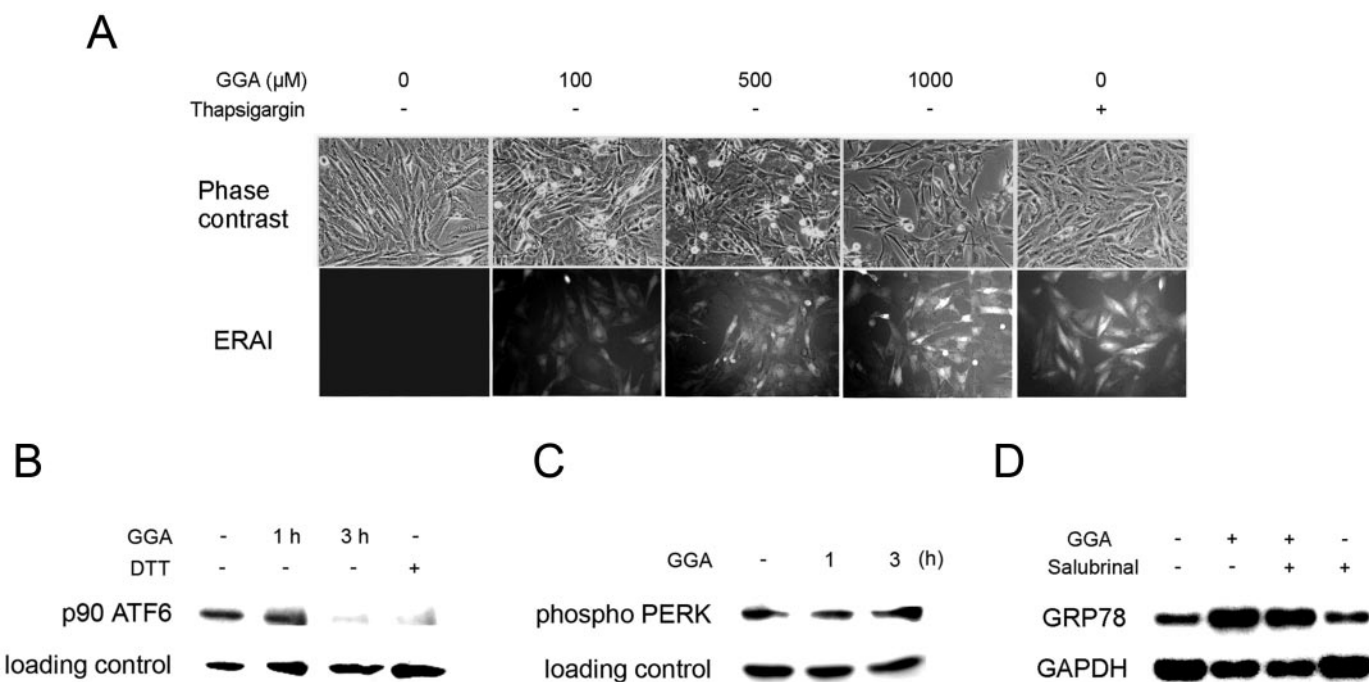 A
GGA (µM) 0 100 500 1000 0
Thapsigargin - - - - +
Phase
contrast
ERAI
B
GGA - 1 h 3 h -
DTT - - - +
p90 ATF6
loading control
C
GGA - 1 3 (h)
phospho PERK
loading control
D
GGA - + + -
Salubrinal - - + +
GRP78
GAPDH